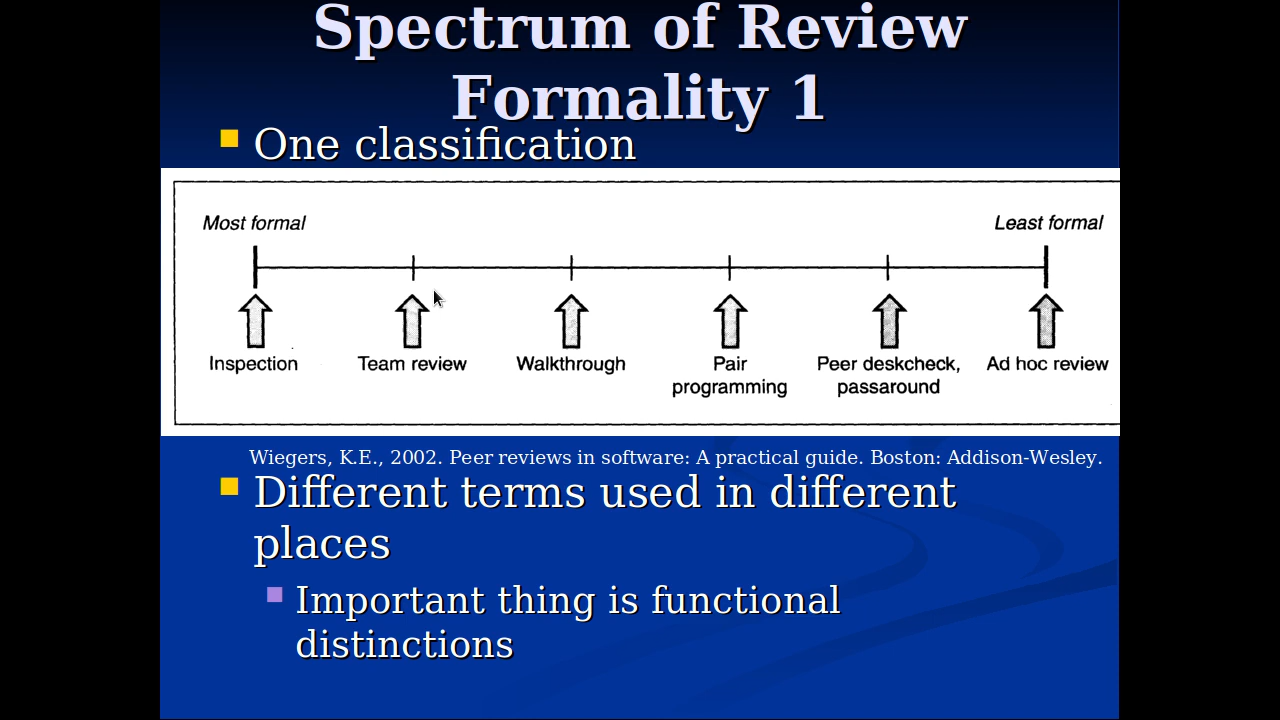 Spectrum of Review
Formality 1
One classification
Most formal
Least formal
Inspection
Team review
Walkthrough
Pair
programming
Peer deskcheck,
passaround
Ad hoc review
Wiegers, K.E., 2002. Peer reviews in software: A practical guide. Boston: Addison-Wesley.
Different terms used in different
places
Important thing is functional
distinctions